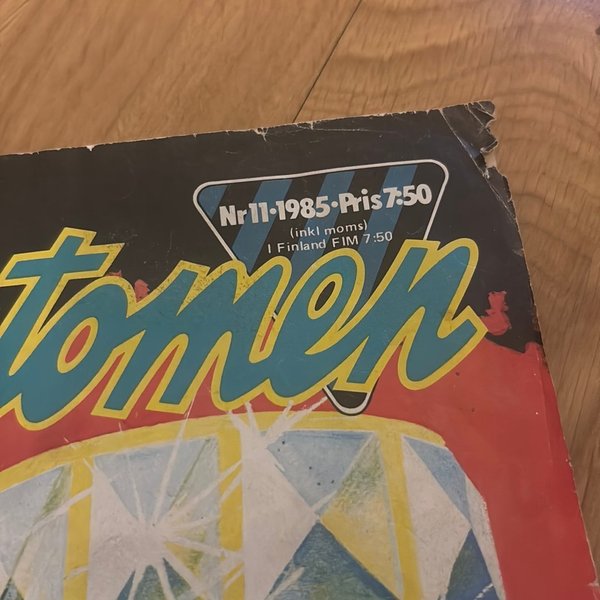 Nr 11·1985·Pris 7:50
(inkl moms)
I Finland FIM 7:50
tomen